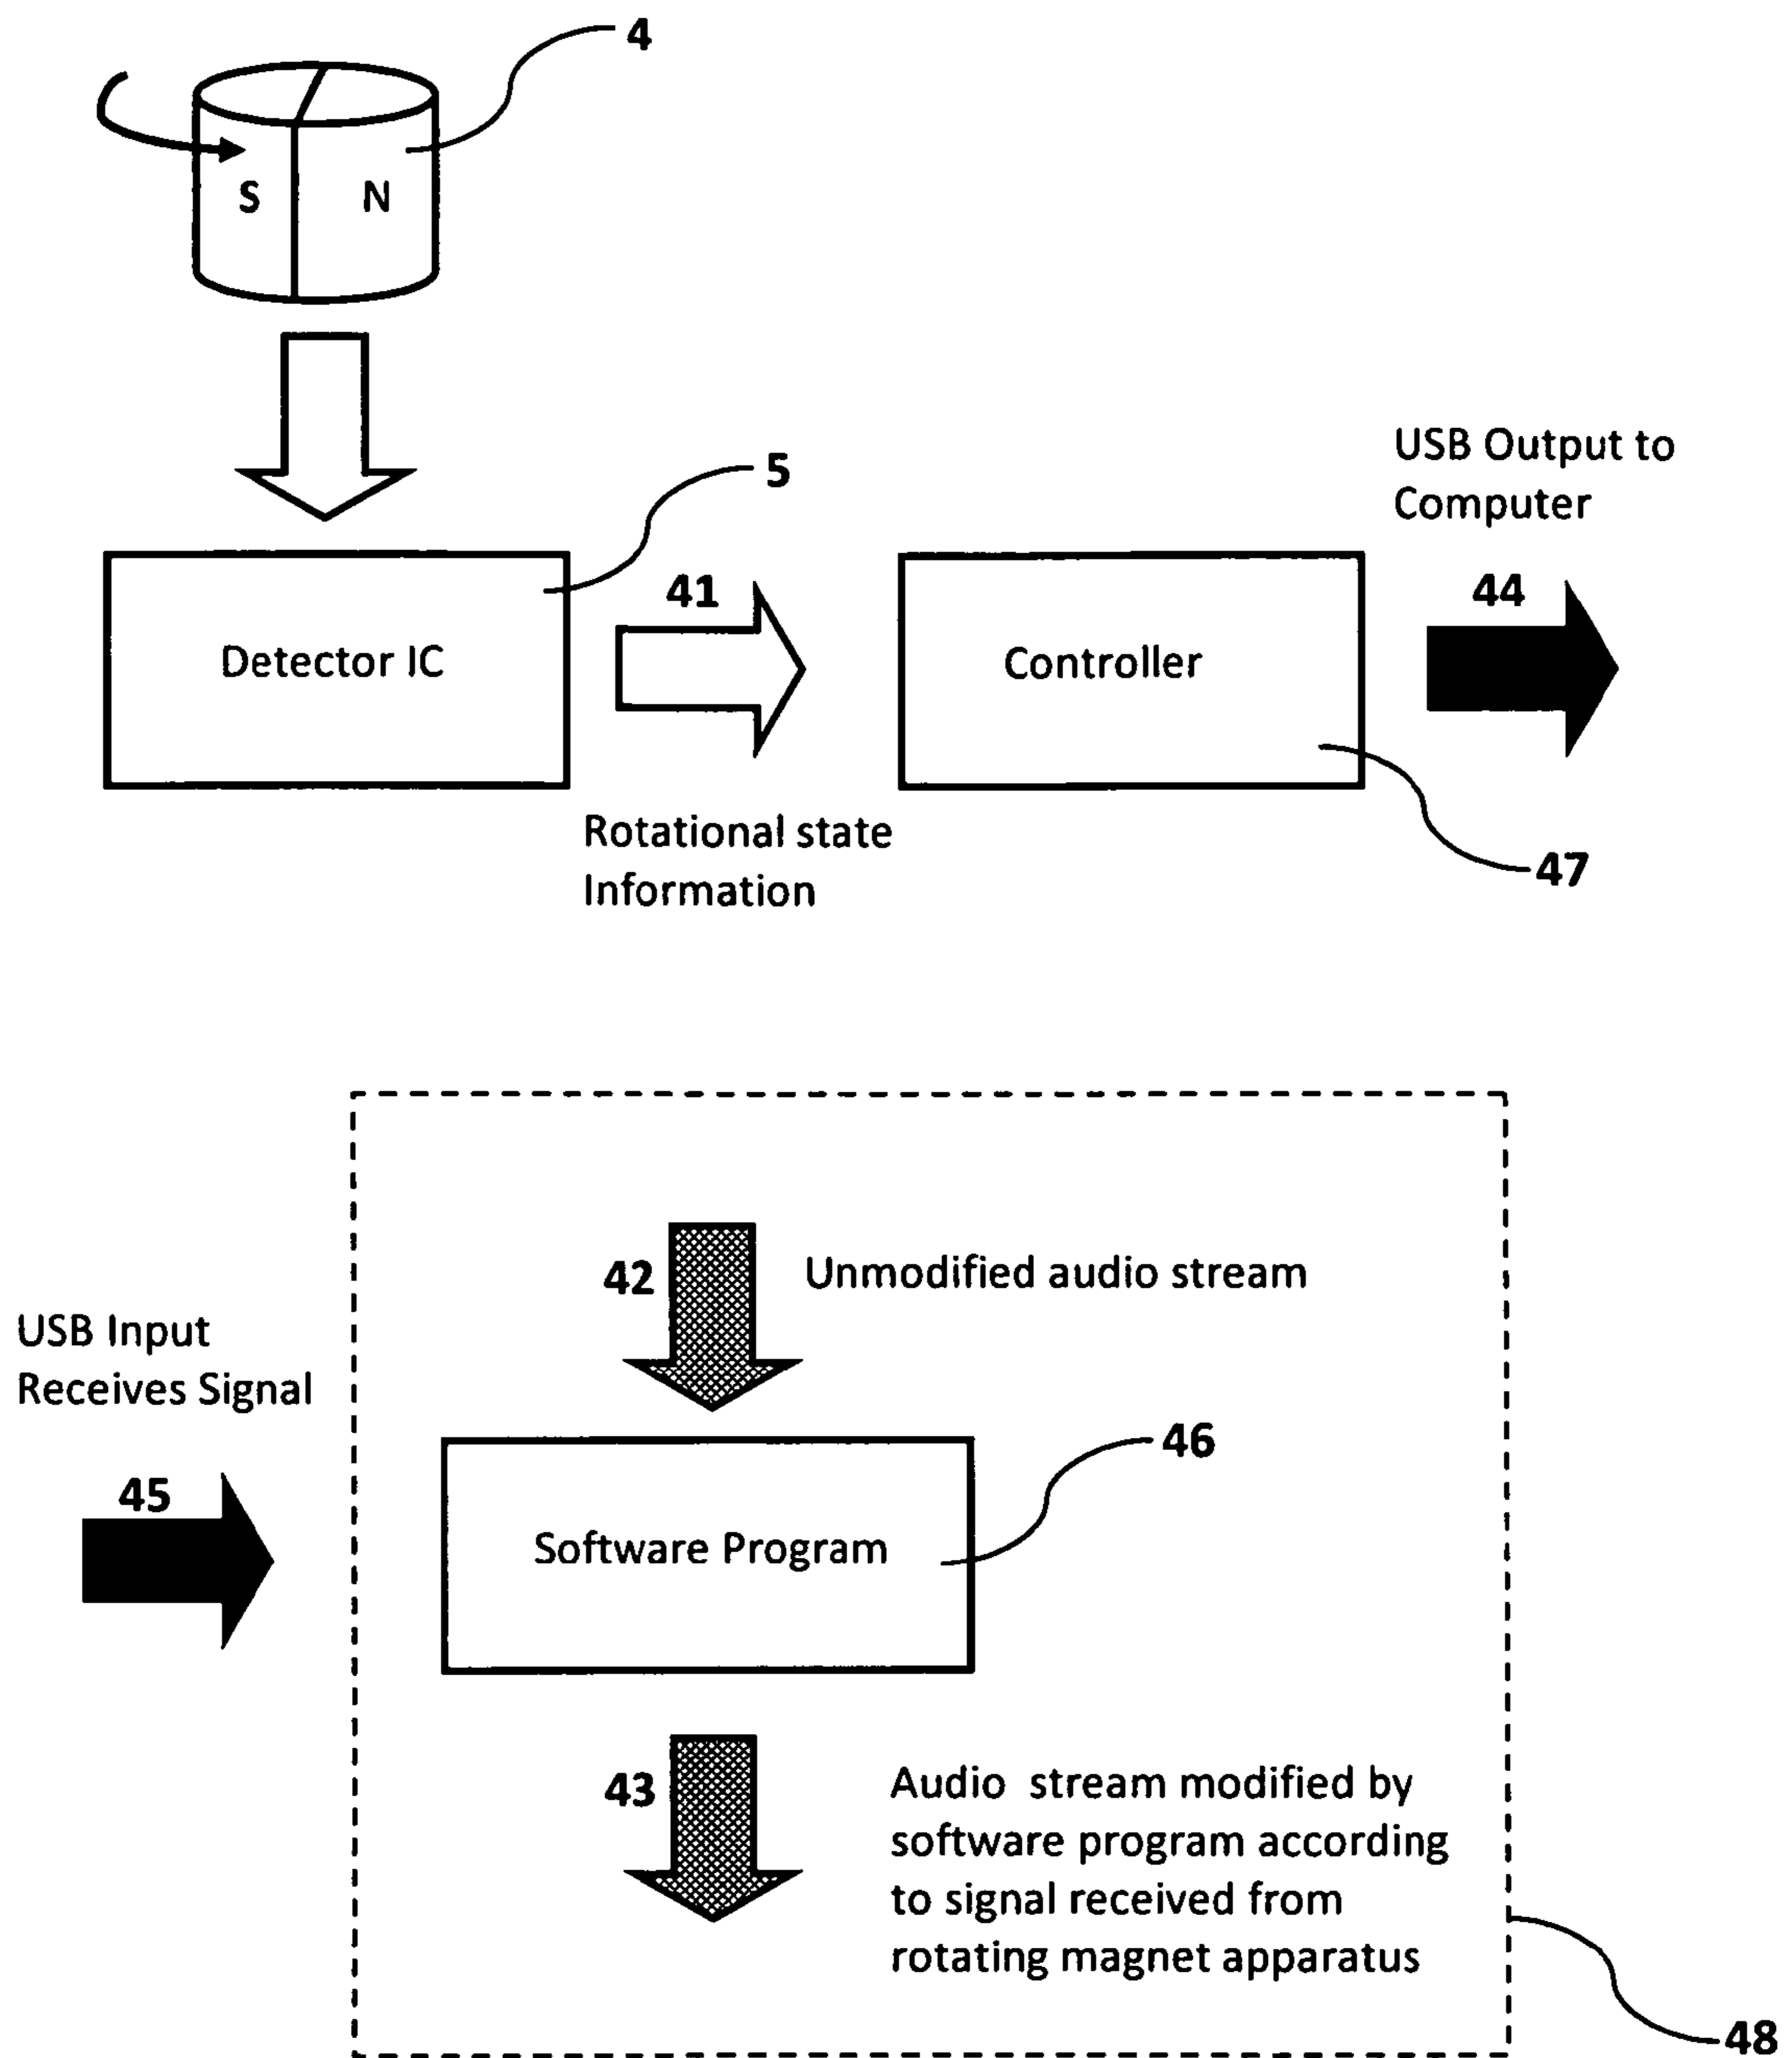 4
S
N
5
USB Output to
Computer
41
44
Detector IC
Controller
Rotational state
Information
47
42
Unmodified audio stream
USB Input
Receives Signal
46
45
Software Program
43
Audio stream modified by
software program according
to signal received from
rotating magnet apparatus
48